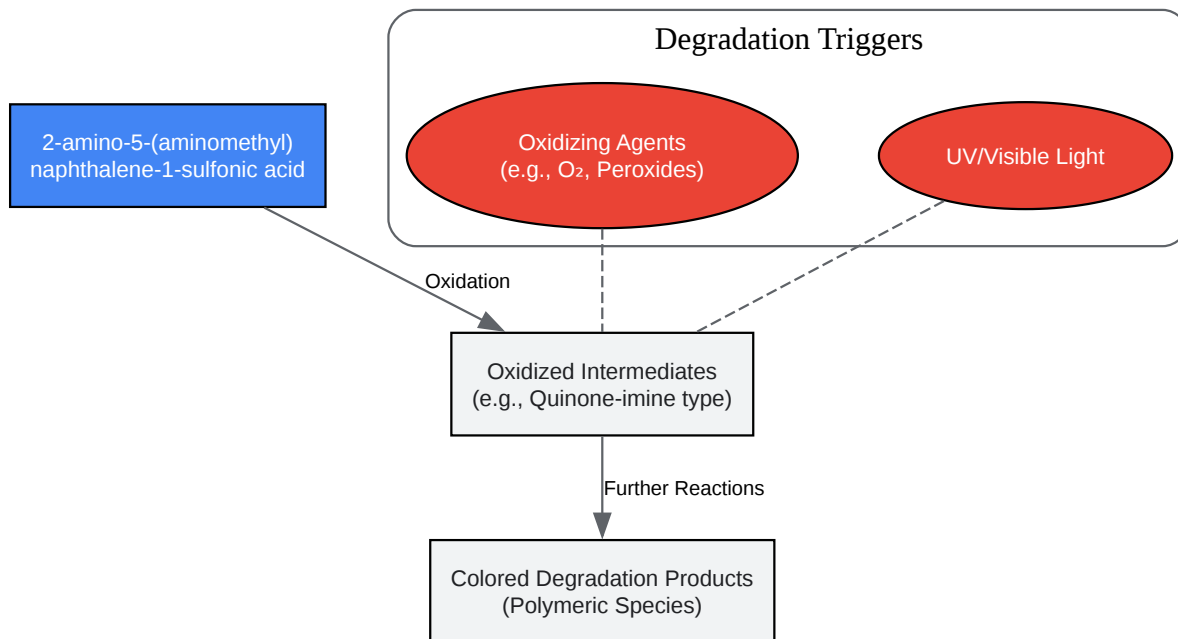 Degradation Triggers
2-amino-5-(aminomethyl)
naphthalene-1-sulfonic acid
Oxidizing Agents
(e.g., O₂, Peroxides)
UV/Visible Light
Oxidation
Oxidized Intermediates
(e.g., Quinone-imine type)
Further Reactions
Colored Degradation Products
(Polymeric Species)